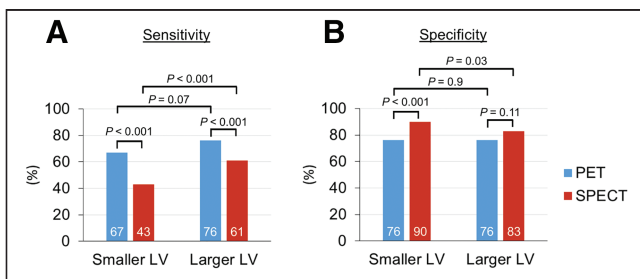 A
Sensitivity
P < 0.001
P = 0.07
P < 0.001
P < 0.001
100
80
60
40
20
0
(%)
67
43
76
61
Smaller LV
Larger LV
B
Specificity
P = 0.03
P = 0.9
P < 0.001
P = 0.11
100
80
60
40
20
0
(%)
76
90
76
83
Smaller LV
Larger LV
PET
SPECT